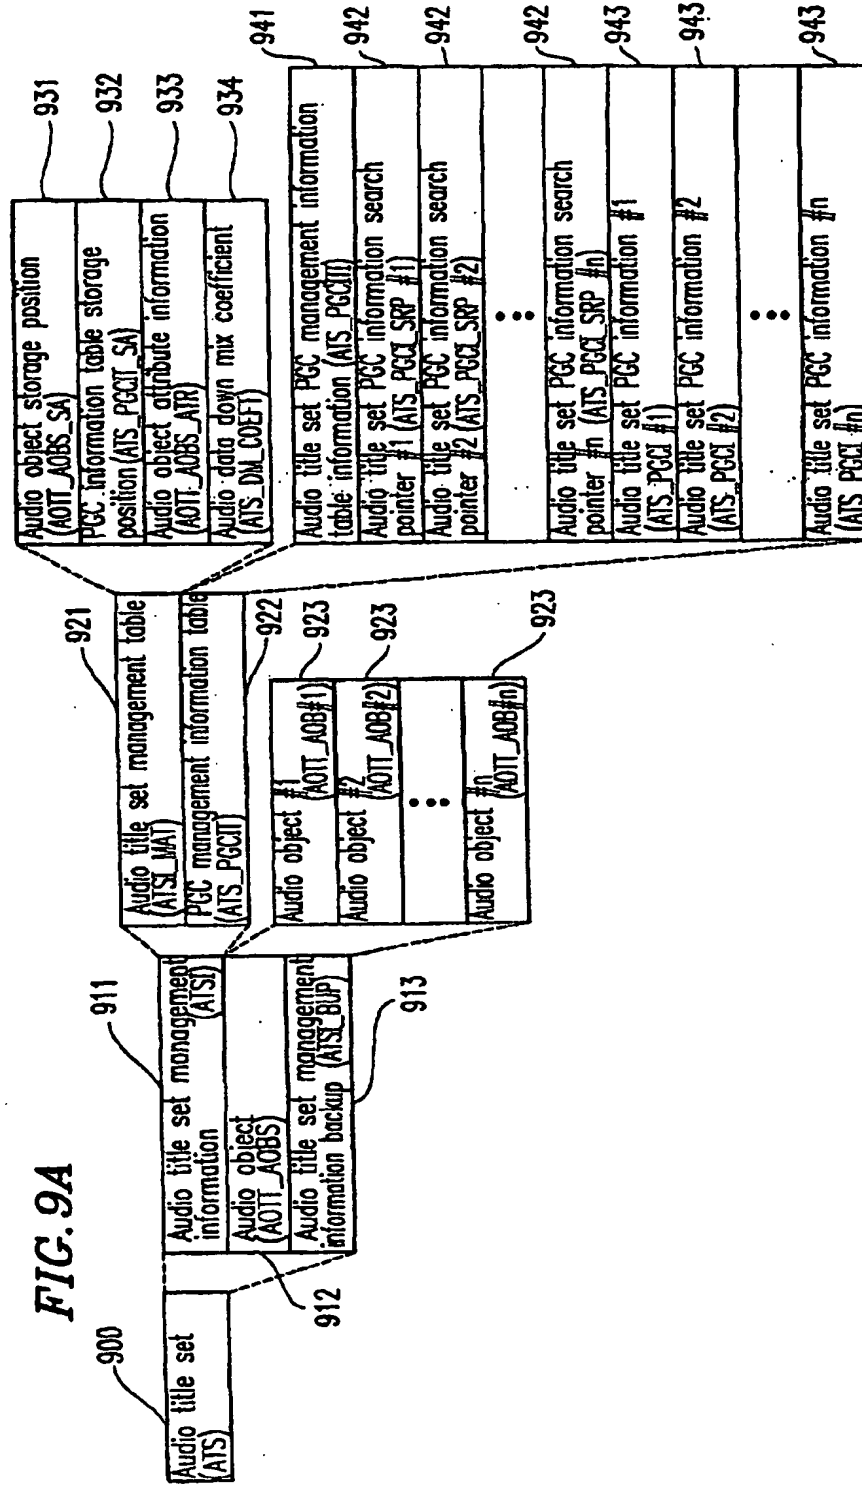 FIG. 9A
900
Audio title set
(ATS)
911
Audio title set management
information (ATSI)
Audio object
(AOTT_AOBS)
Audio title set management
information backup (ATSI_BUP)
912
913
921
Audio title set management table
(ATSI_MAT)
PGC management information table
(ATS_PGCIT)
922
Audio object #1
(AOTT_AOB#1)
923
Audio object #2
(AOTT_AOB#2)
923
•••
Audio object #n
(AOTT_AOB#n)
923
Audio object storage position
(AOTT_AOBS_SA)
931
PGC information table storage
position (ATS_PGCIT_SA)
932
Audio object attribute information
(AOTT_AOBS_ATR)
933
Audio data down mix coefficient
(ATS_DM_COEFT)
934
Audio title set PGC management information
table information (ATS_PGCITI)
941
Audio title set PGC information search
pointer #1 (ATS_PGCI_SRP #1)
942
Audio title set PGC information search
pointer #2 (ATS_PGCI_SRP #2)
942
•••
Audio title set PGC information search
pointer #n (ATS_PGCI_SRP #n)
942
Audio title set PGC information #1
(ATS_PGCI #1)
943
Audio title set PGC information #2
(ATS_PGCI #2)
943
•••
Audio title set PGC information #n
(ATS_PGCI #n)
943